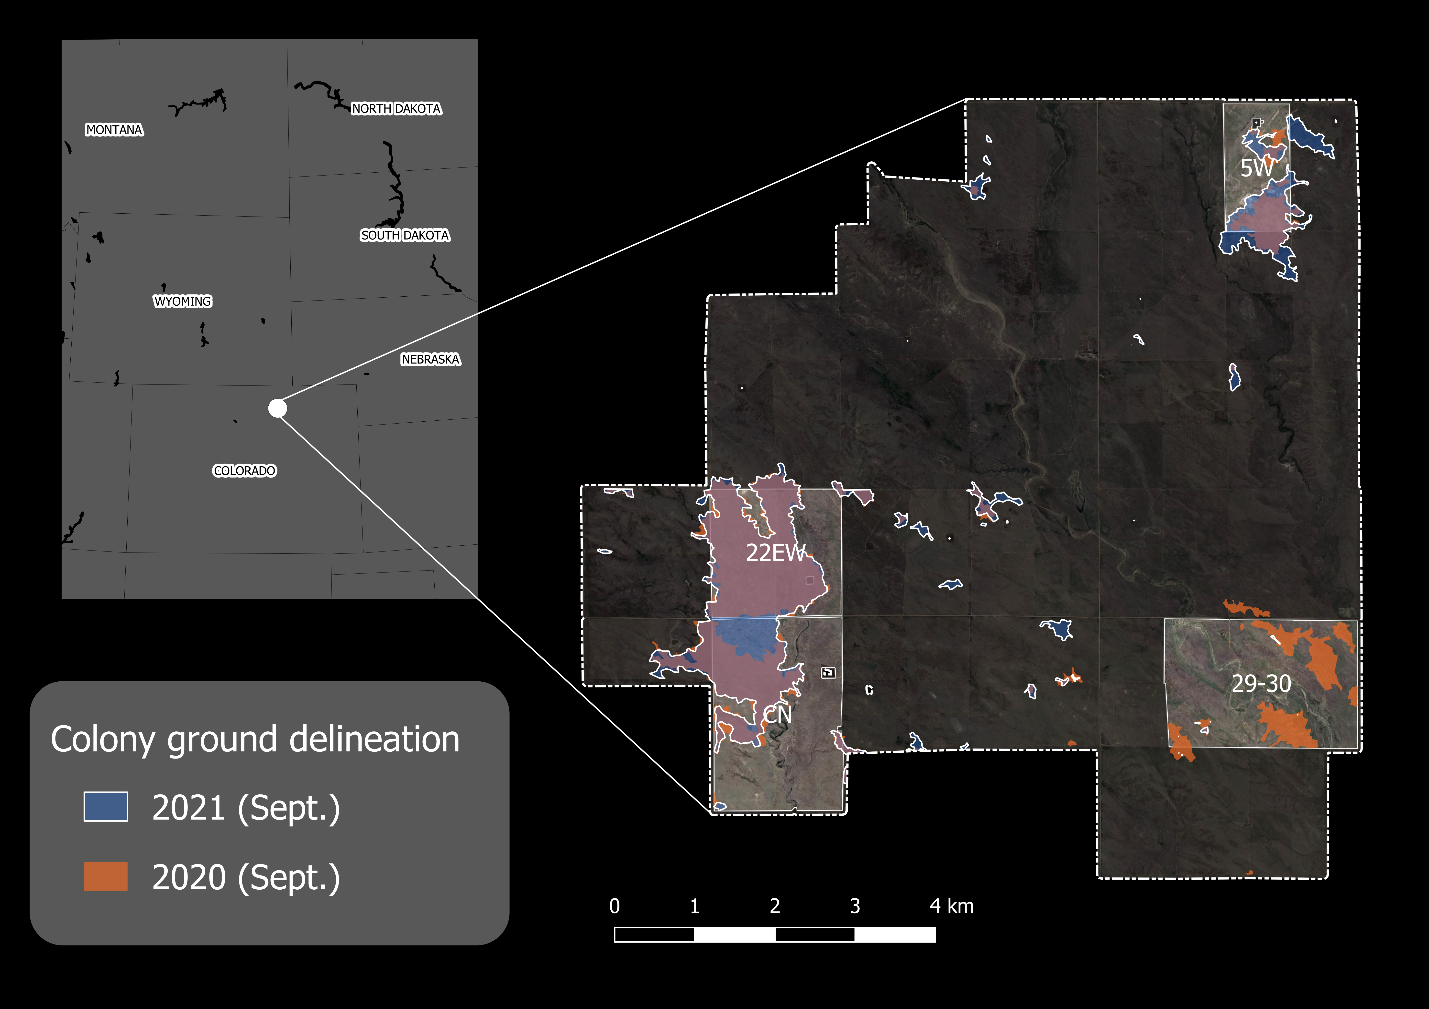 MONTANA
NORTH DAKOTA
SOUTH DAKOTA
WYOMING
NEBRASKA
COLORADO
5W
22EW
29-30
CN
Colony ground delineation
2021 (Sept.)
2020 (Sept.)
0 1 2 3 4 km